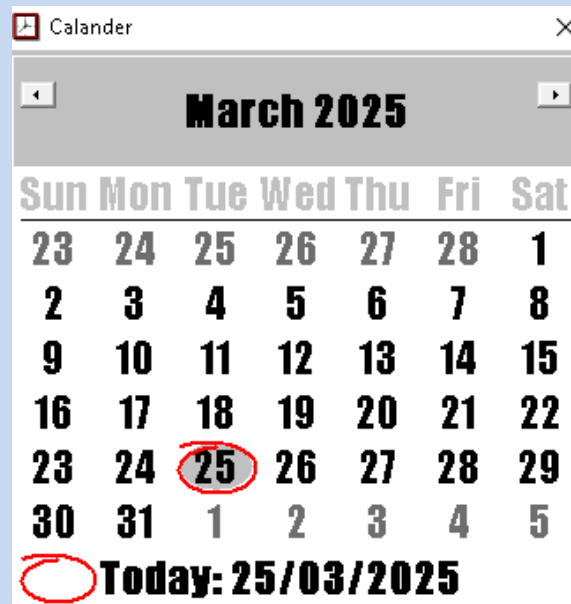 Calander
March 2025
Sun Mon Tue Wed Thu Fri Sat
23 24 25 26 27 28 1
2 3 4 5 6 7 8
9 10 11 12 13 14 15
16 17 18 19 20 21 22
23 24 25 26 27 28 29
30 31 1 2 3 4 5
Today: 25/03/2025